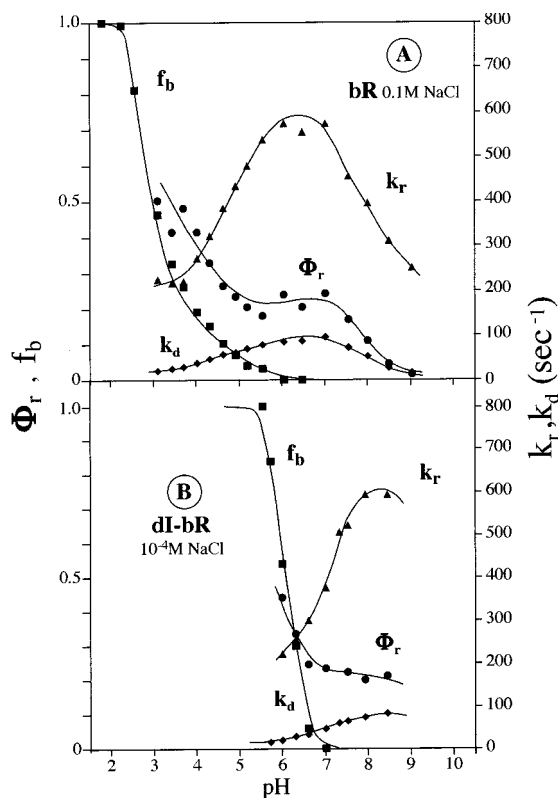 1.0
0.5
0
800
700
600
500
400
300
200
100
0
A
bR 0.1M NaCl
f_b
k_r
Φ_r
k_d
1.0
0.5
0
800
700
600
500
400
300
200
100
0
B
dI-bR
10⁻⁴M NaCl
f_b
k_r
Φ_r
k_d
Φ_r , f_b
k_r,k_d (sec⁻¹)
2 3 4 5 6 7 8 9 10
pH